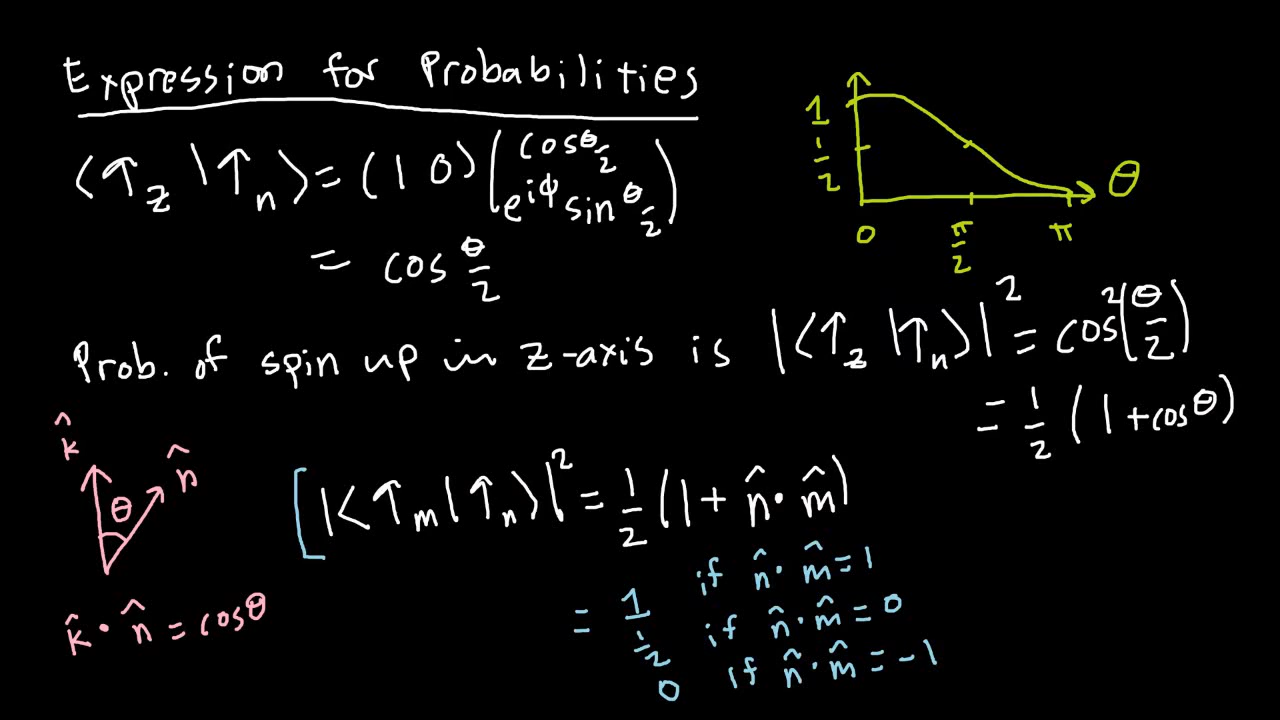 Expression for Probabilities
⟨↑z|↑n⟩ = (1 0) (cos θ/2
e^iϕ sin θ/2)
= cos θ/2
1
1/2
0 π/2 π θ
Prob. of spin up in z-axis is |⟨↑z|↑n⟩|² = cos²(θ/2)
= 1/2 (1 + cos θ)
k̂ n̂
θ
k̂ · n̂ = cos θ
[|⟨↑m|↑n⟩|² = 1/2 (1 + n̂ · m̂)
= 1 if n̂ · m̂ = 1
1/2 if n̂ · m̂ = 0
0 if n̂ · m̂ = -1